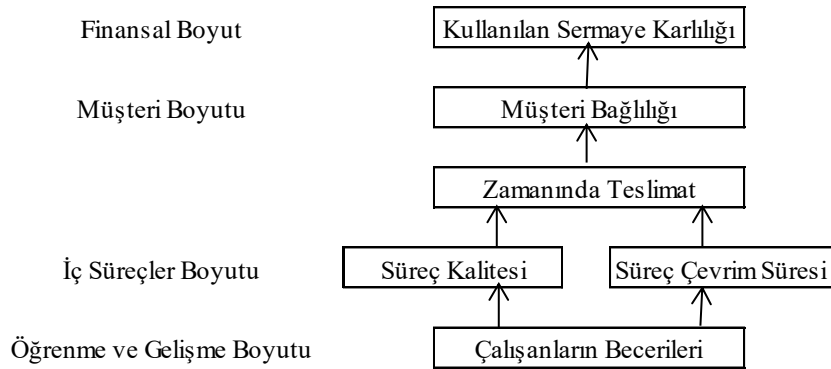 Finansal Boyut
Kullanılan Sermaye Karlılığı
Müşteri Boyutu
Müşteri Bağlılığı
Zamanında Teslimat
İç Süreçler Boyutu
Süreç Kalitesi
Süreç Çevrim Süresi
Öğrenme ve Gelişme Boyutu
Çalışanların Becerileri